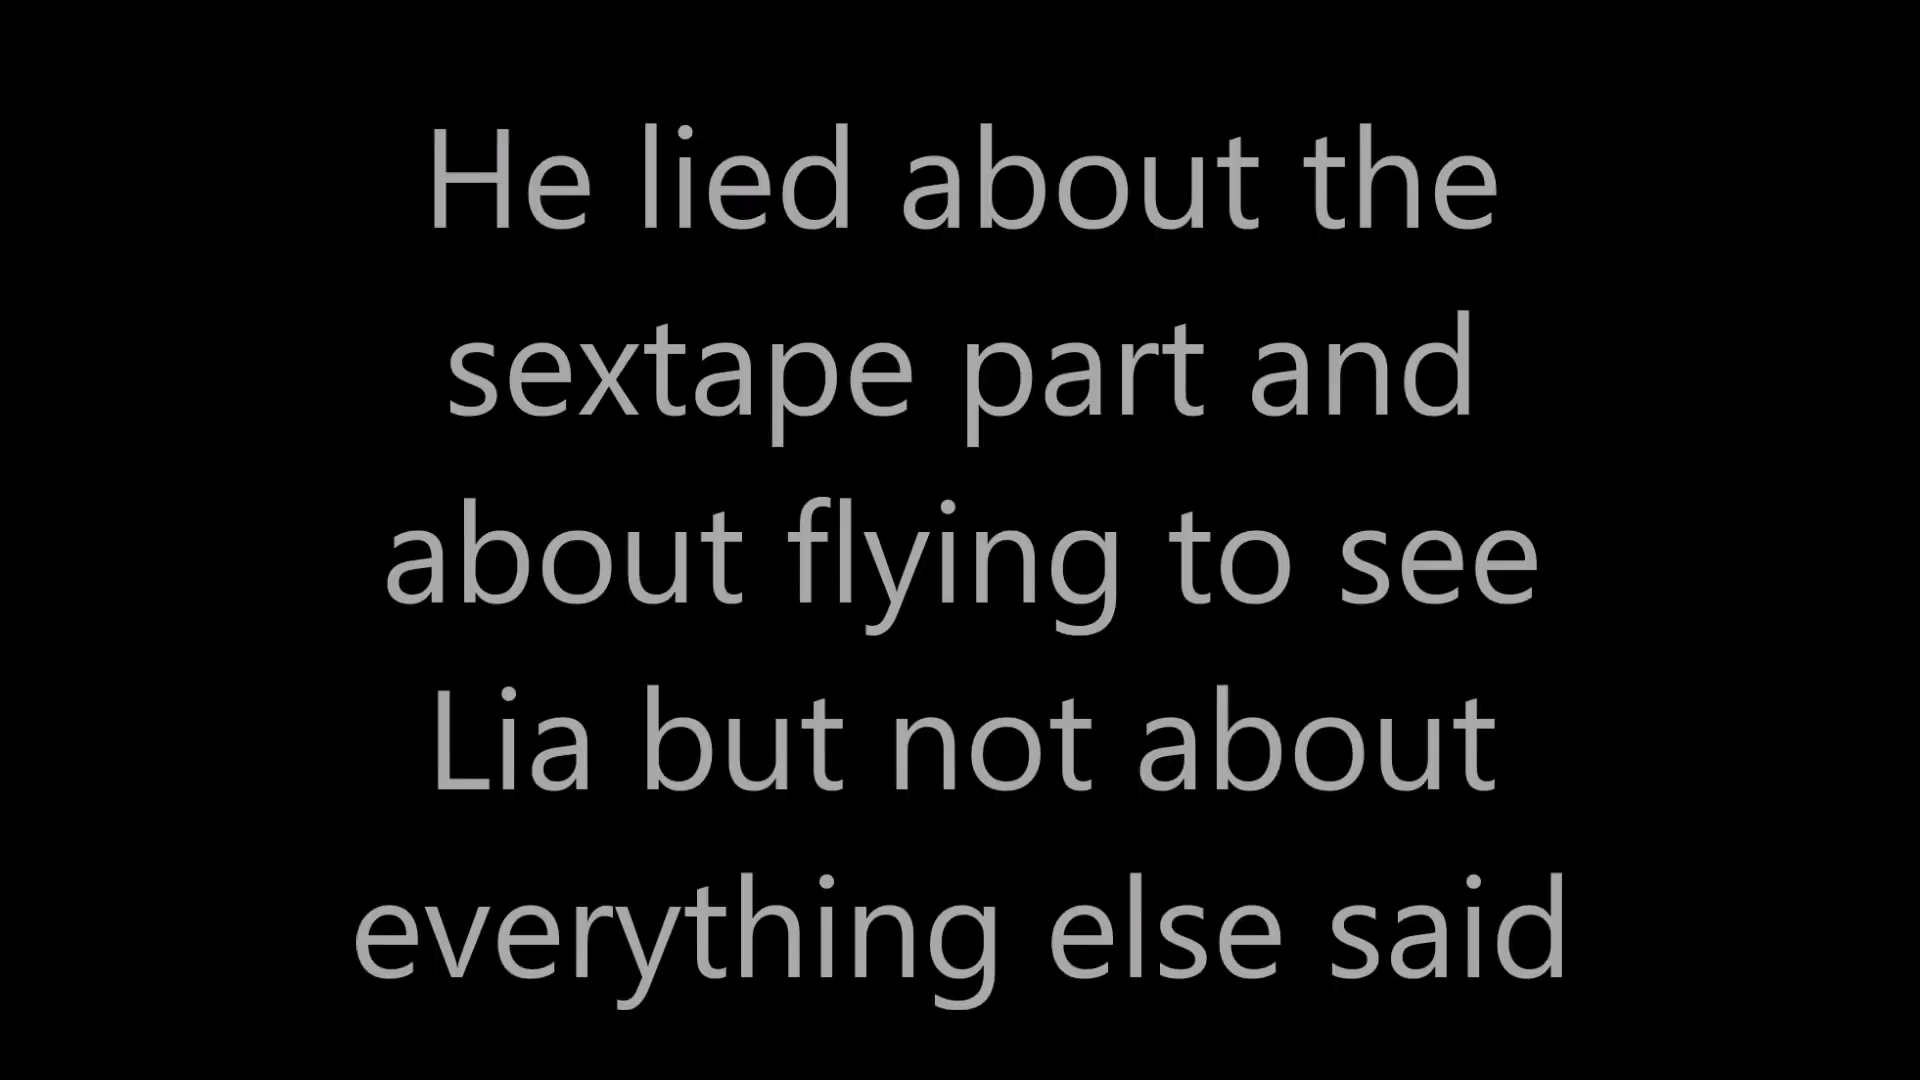 He lied about the
sextape part and
about flying to see
Lia but not about
everything else said